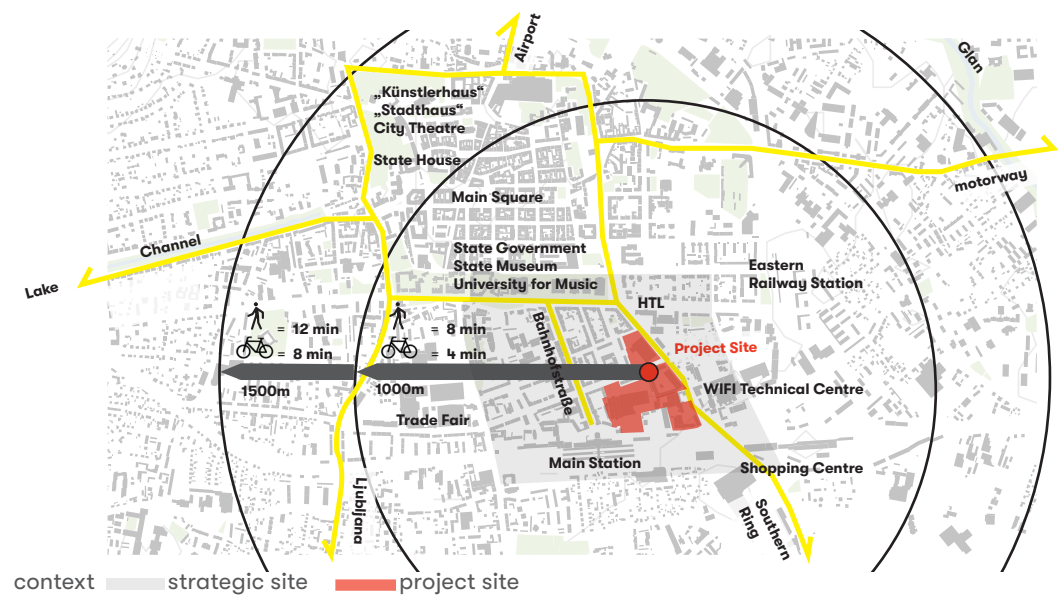 Airport
Glan
„Künstlerhaus“
„Stadthaus“
City Theatre
State House
motorway
Main Square
Channel
State Government
State Museum
University for Music
Eastern
Railway Station
Lake
HTL
= 12 min
= 8 min
= 8 min
= 4 min
Bahnhofstraße
Project Site
1500m
1000m
WIFI Technical Centre
Trade Fair
Main Station
Shopping Centre
Ljubljana
Southern
Ring
context
strategic site
project site